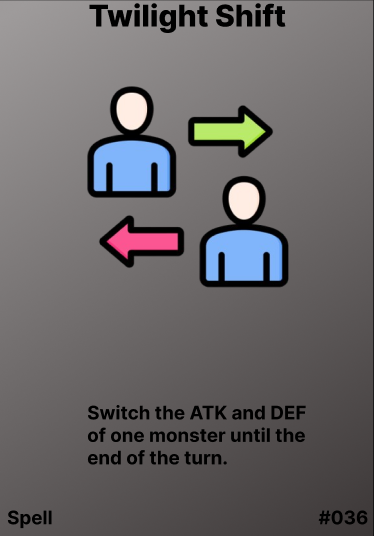 Twilight Shift
Switch the ATK and DEF
of one monster until the
end of the turn.
Spell
#036